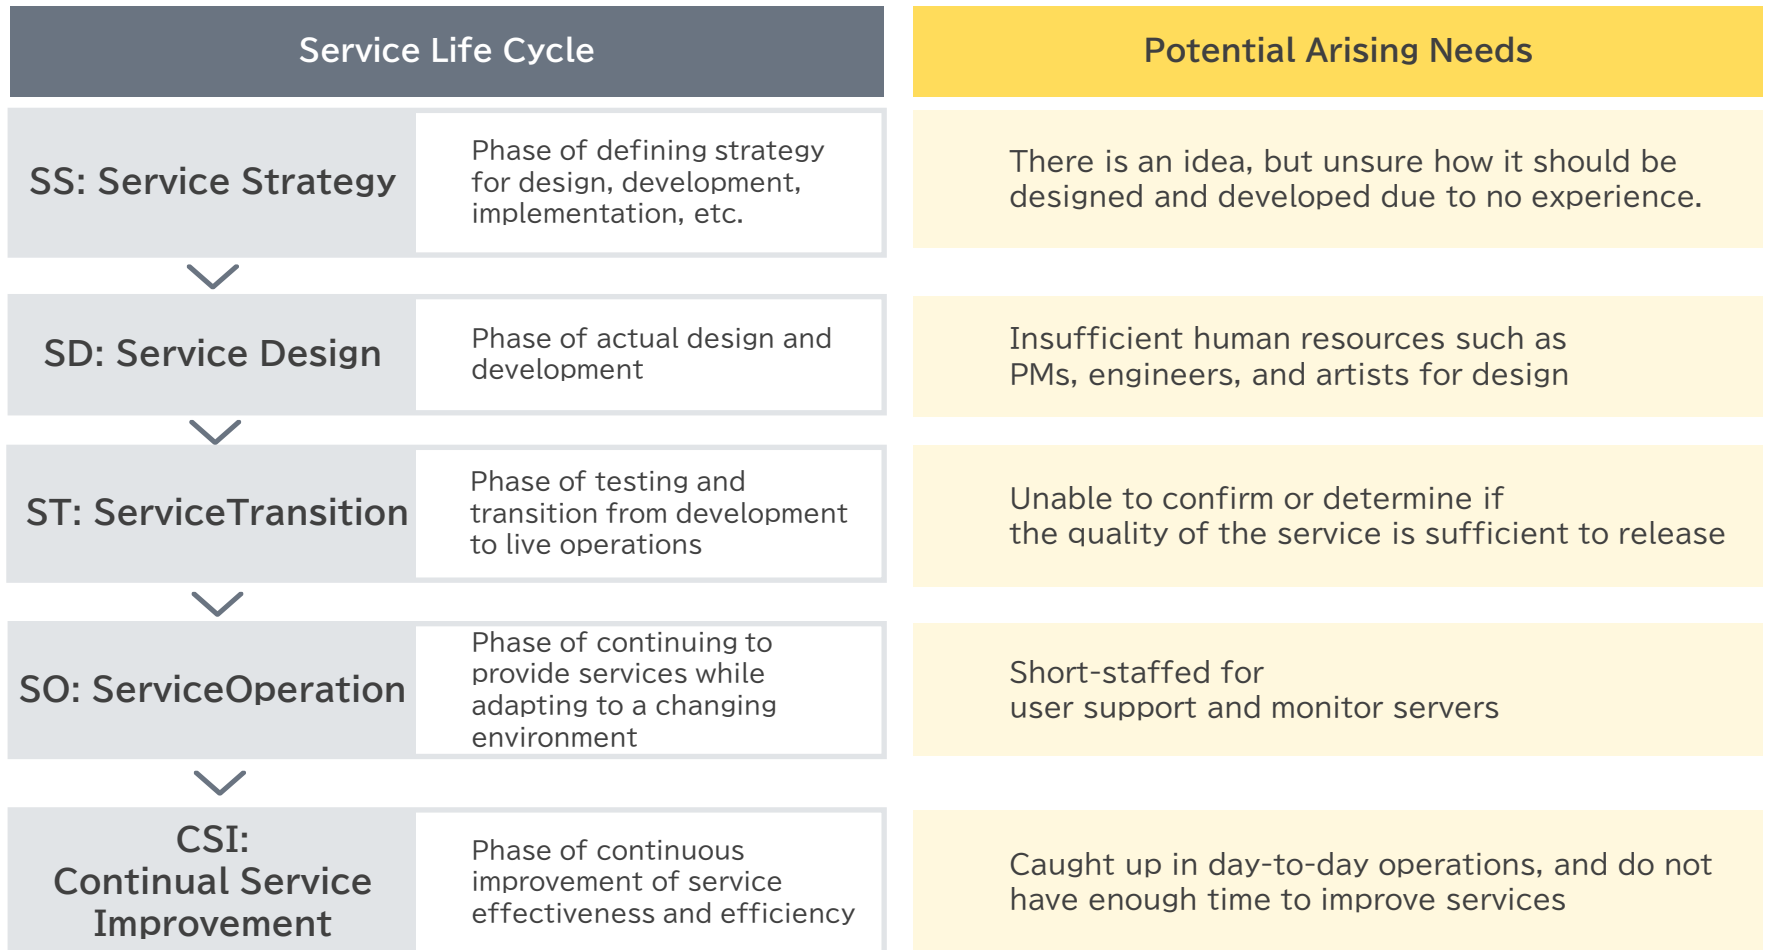 Service Life Cycle
Potential Arising Needs
SS: Service Strategy
Phase of defining strategy
for design, development,
implementation, etc.
There is an idea, but unsure how it should be
designed and developed due to no experience.
SD: Service Design
Phase of actual design and
development
Insufficient human resources such as
PMs, engineers, and artists for design
ST: ServiceTransition
Phase of testing and
transition from development
to live operations
Unable to confirm or determine if
the quality of the service is sufficient to release
SO: ServiceOperation
Phase of continuing to
provide services while
adapting to a changing
environment
Short-staffed for
user support and monitor servers
CSI:
Continual Service
Improvement
Phase of continuous
improvement of service
effectiveness and efficiency
Caught up in day-to-day operations, and do not
have enough time to improve services